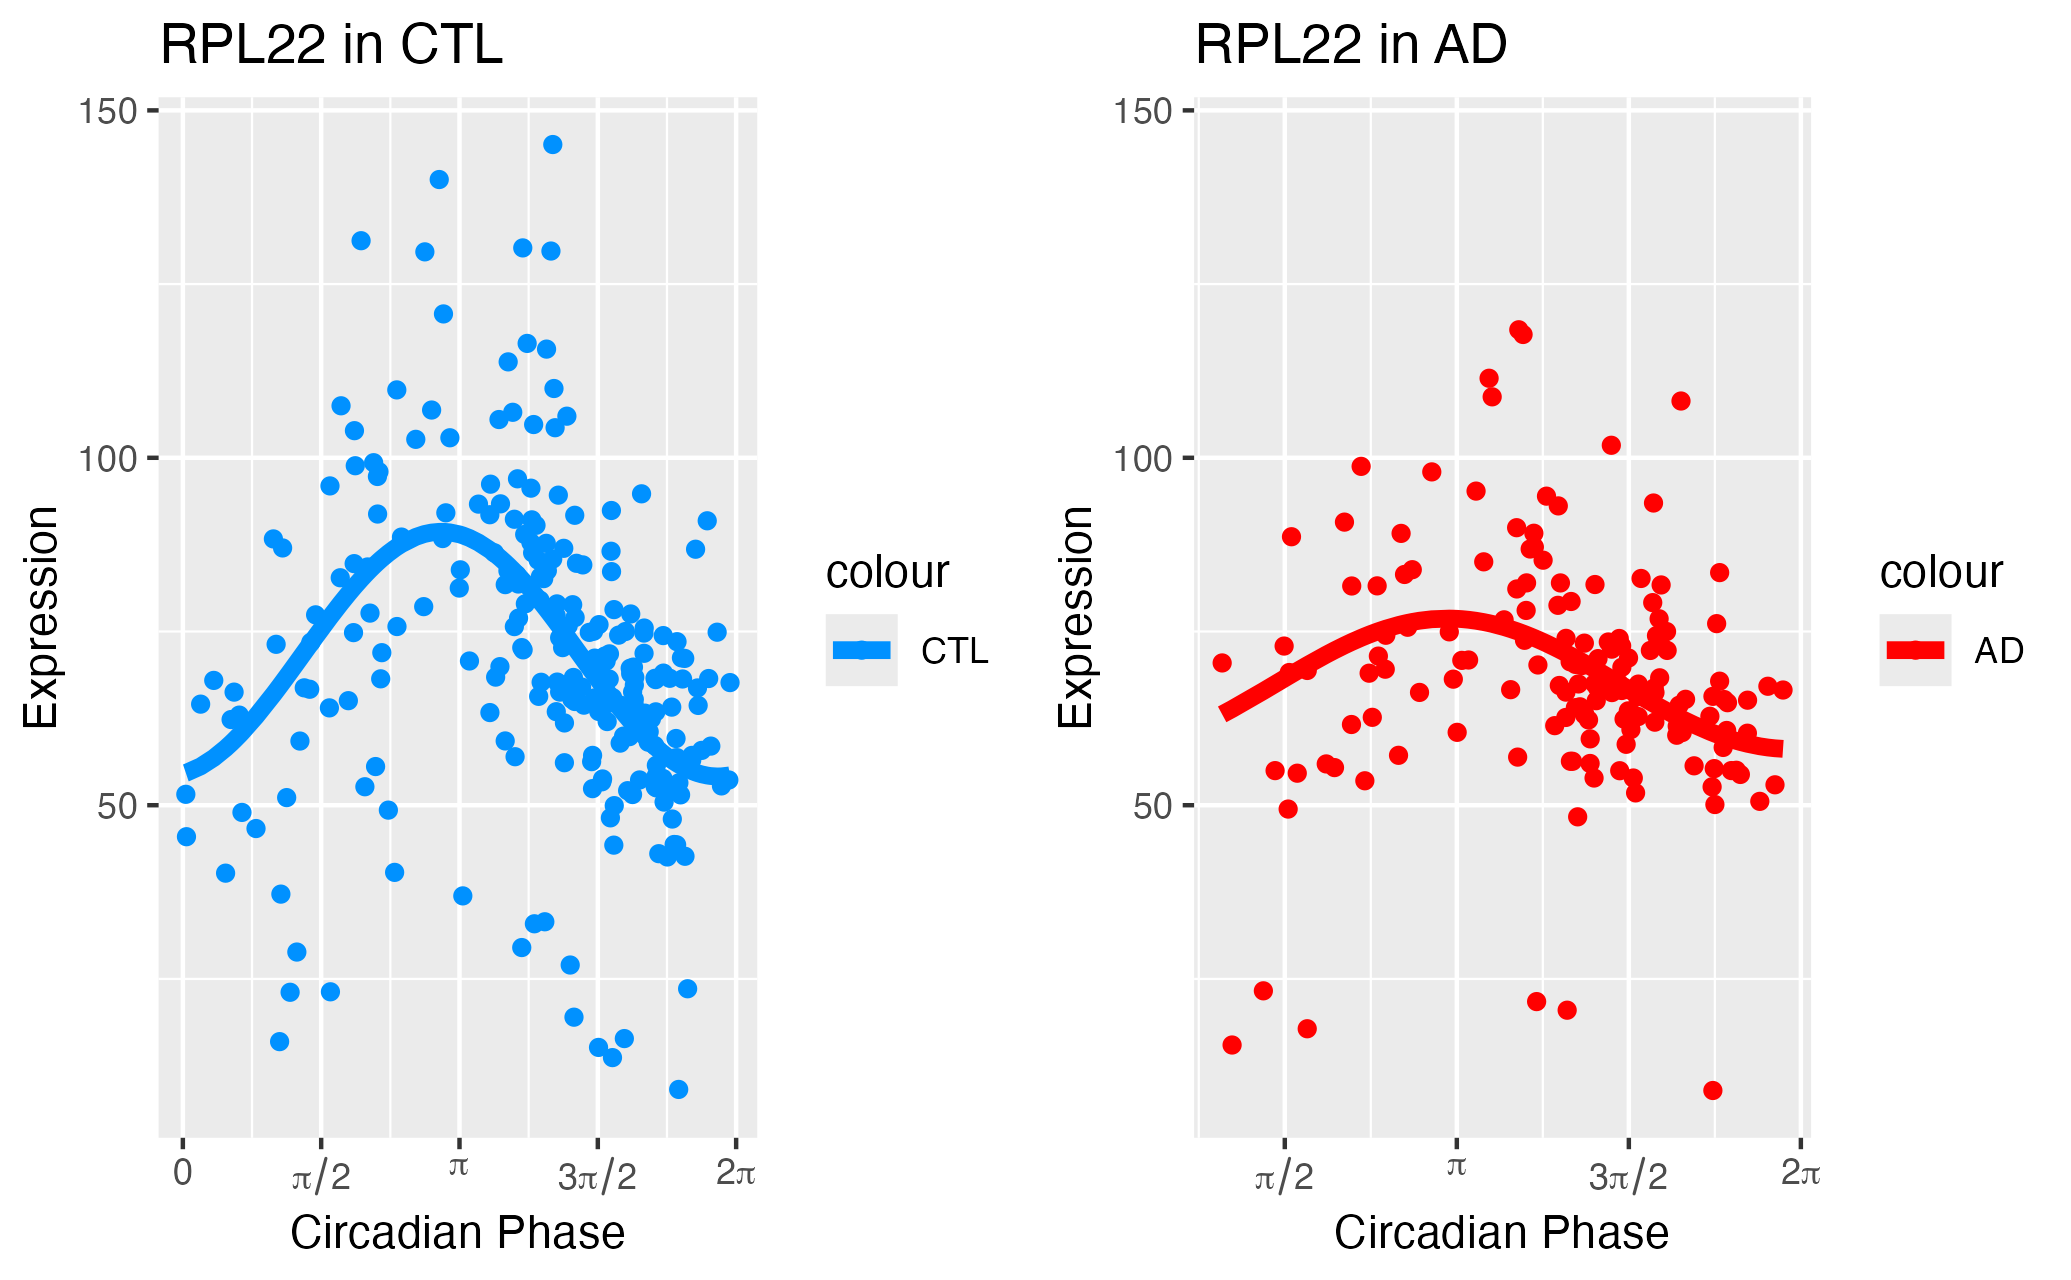 RPL22 in CTL
150
100
50
Expression
0
π/2
π
3π/2
2π
Circadian Phase
colour
CTL
RPL22 in AD
150
100
50
Expression
π/2
π
3π/2
2π
Circadian Phase
colour
AD